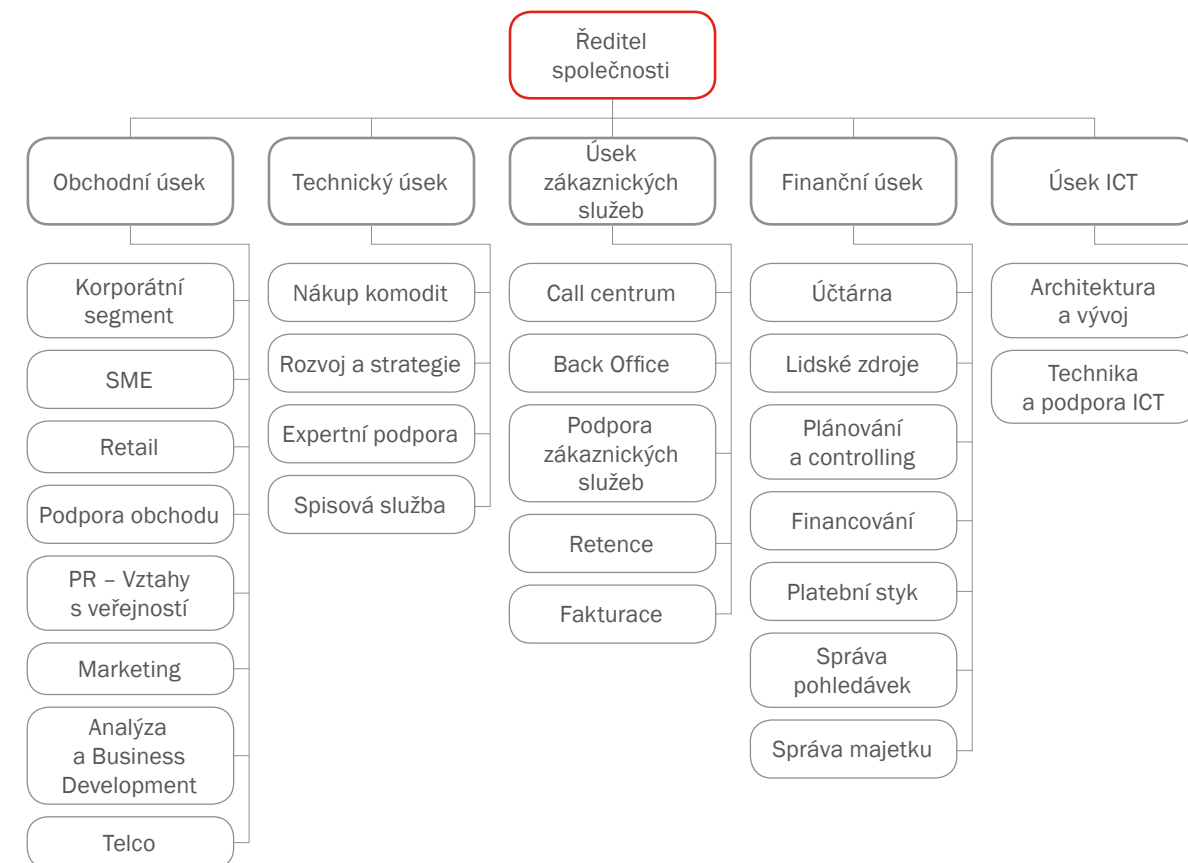 Ředitel
společnosti
Obchodní úsek
Technický úsek
Úsek
zákaznických
služeb
Finanční úsek
Úsek ICT
Korporátní
segment
SME
Retail
Podpora obchodu
PR – Vztahy
s veřejností
Marketing
Analýza
a Business
Development
Telco
Nákup komodit
Rozvoj a strategie
Expertní podpora
Spisová služba
Call centrum
Back Office
Podpora
zákaznických
služeb
Retence
Fakturace
Účtárna
Lidské zdroje
Plánování
a controlling
Financování
Platební styk
Správa
pohledávek
Správa majetku
Architektura
a vývoj
Technika
a podpora ICT